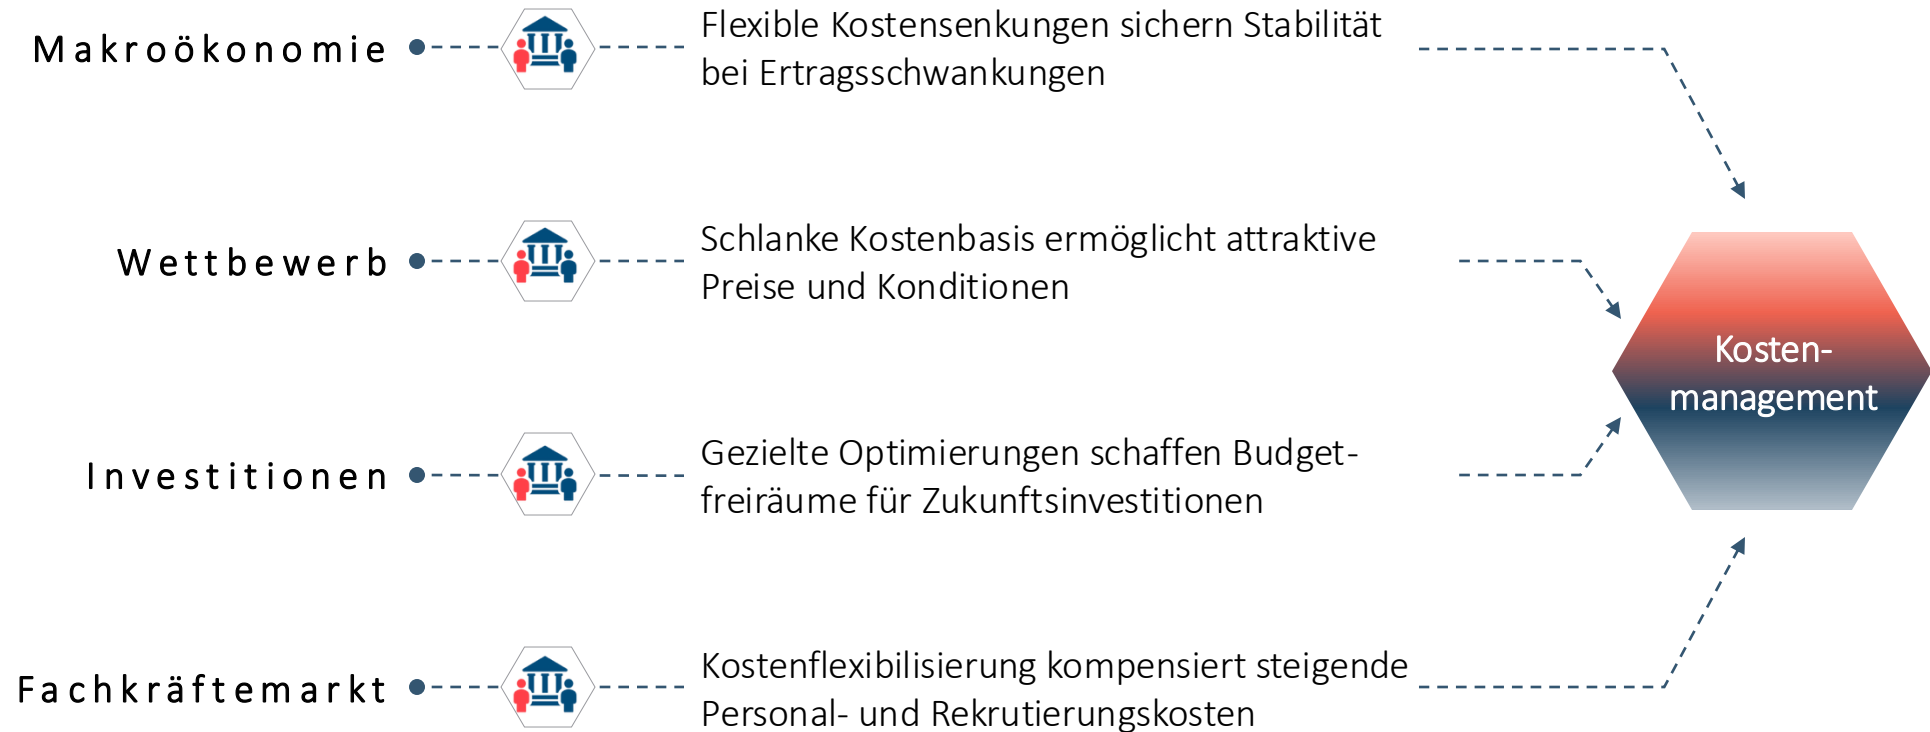 Makroökonomie
Flexible Kostensenkungen sichern Stabilität
bei Ertragsschwankungen
Wettbewerb
Schlanke Kostenbasis ermöglicht attraktive
Preise und Konditionen
Investitionen
Gezielte Optimierungen schaffen Budget-
freiräume für Zukunftsinvestitionen
Fachkräftemarkt
Kostenflexibilisierung kompensiert steigende
Personal- und Rekrutierungskosten
Kosten-
management